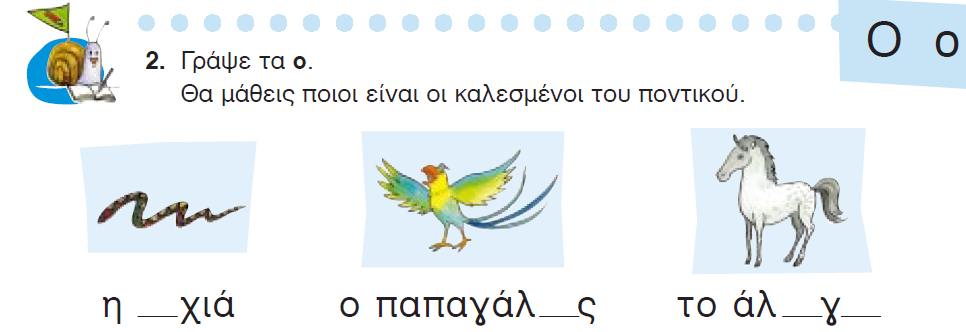 Ο ο
2. Γράψε τα ο.
Θα μάθεις ποιοι είναι οι καλεσμένοι του ποντικού.
η __χιά
ο παπαγάλ__ς
το άλ__γ__